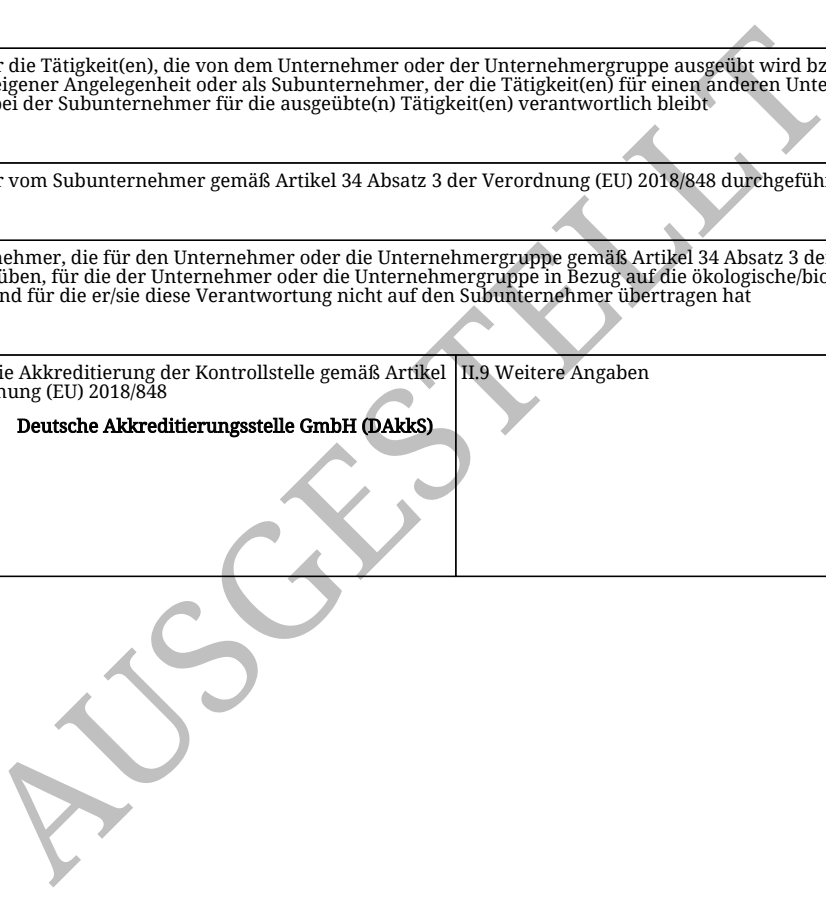 r die Tätigkeit(en), die von dem Unternehmer oder der Unternehmergruppe ausgeübt wird bz
eigener Angelegenheit oder als Subunternehmer, der die Tätigkeit(en) für einen anderen Unte
bei der Subunternehmer für die ausgeübte(n) Tätigkeit(en) verantwortlich bleibt
r vom Subunternehmer gemäß Artikel 34 Absatz 3 der Verordnung (EU) 2018/848 durchgefüh
nehmer, die für den Unternehmer oder die Unternehmergruppe gemäß Artikel 34 Absatz 3 de
üben, für die der Unternehmer oder die Unternehmergruppe in Bezug auf die ökologische/bio
nd für die er/sie diese Verantwortung nicht auf den Subunternehmer übertragen hat
ie Akkreditierung der Kontrollstelle gemäß Artikel
nung (EU) 2018/848
Deutsche Akkreditierungsstelle GmbH (DAkkS)
II.9 Weitere Angaben
AUSGESTELLT